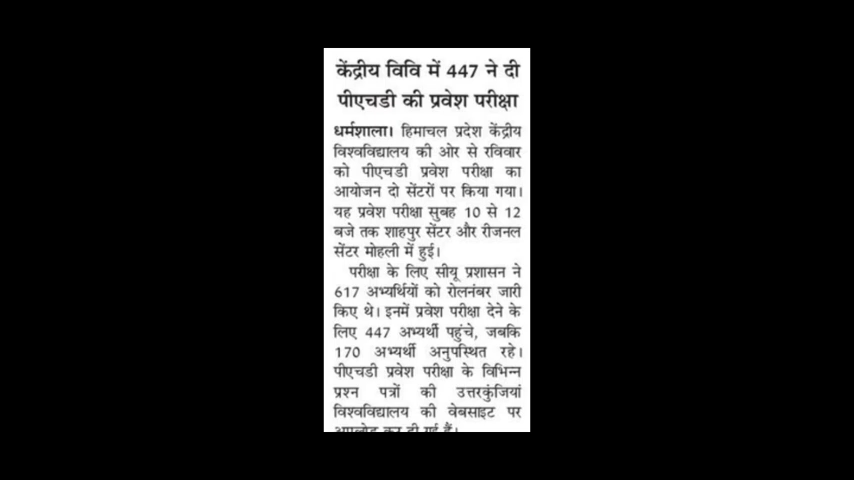 केंद्रीय विवि में 447 ने दी
पीएचडी की प्रवेश परीक्षा
धर्मशाला। हिमाचल प्रदेश केंद्रीय
विश्वविद्यालय की ओर से रविवार
को पीएचडी प्रवेश परीक्षा का
आयोजन दो सेंटरों पर किया गया।
यह प्रवेश परीक्षा सुबह 10 से 12
बजे तक शाहपुर सेंटर और रीजनल
सेंटर मोहली में हुई।
परीक्षा के लिए सीयू प्रशासन ने
617 अभ्यर्थियों को रोलनंबर जारी
किए थे। इनमें प्रवेश परीक्षा देने के
लिए 447 अभ्यर्थी पहुंचे, जबकि
170 अभ्यर्थी अनुपस्थित रहे।
पीएचडी प्रवेश परीक्षा के विभिन्न
प्रश्न पत्रों की उत्तरकुंजियां
विश्वविद्यालय की वेबसाइट पर
अपलोड कर दी गई हैं।